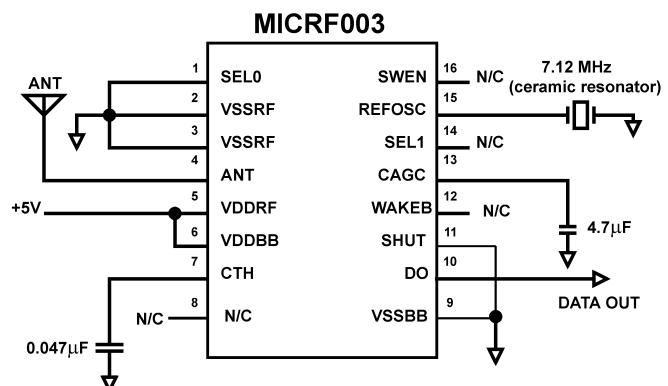 MICRF003
ANT
+5V
N/C
0.047µF
1 SEL0
2 VSSRF
3 VSSRF
4 ANT
5 VDDRF
6 VDDBB
7 CTH
8 N/C
SWEN 16 N/C
REFOSC 15
SEL1 14 N/C
CAGC 13
WAKEB 12 N/C
SHUT 11
DO 10
VSSBB 9
7.12 MHz
(ceramic resonator)
4.7µF
DATA OUT